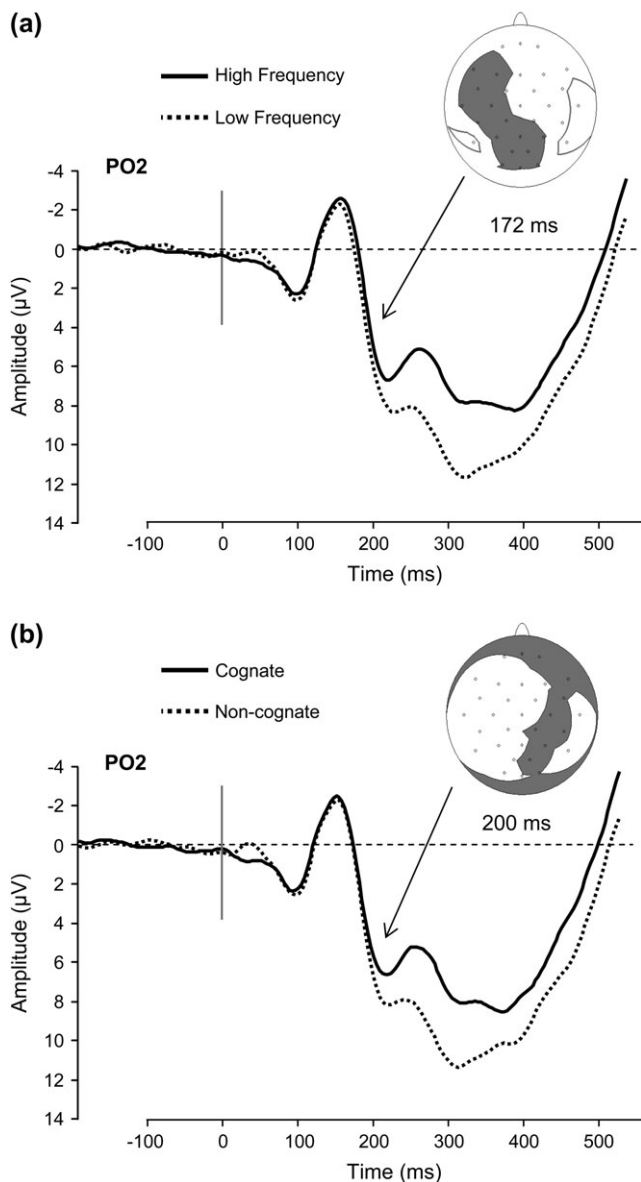 (a)
High Frequency
Low Frequency
PO2
172 ms
-4
-2
0
2
4
6
8
10
12
14
Amplitude (µV)
-100 0 100 200 300 400 500
Time (ms)
(b)
Cognate
Non-cognate
PO2
200 ms
-4
-2
0
2
4
6
8
10
12
14
Amplitude (µV)
-100 0 100 200 300 400 500
Time (ms)